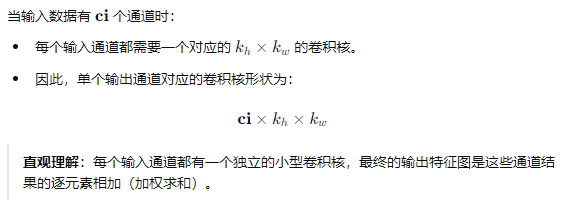 当输入数据有 ci 个通道时：
• 每个输入通道都需要一个对应的 $k_h \times k_w$ 的卷积核。
• 因此，单个输出通道对应的卷积核形状为：
$\mathbf{ci} \times k_h \times k_w$
直观理解：每个输入通道都有一个独立的小型卷积核，最终的输出特征图是这些通道结
果的逐元素相加（加权求和）。